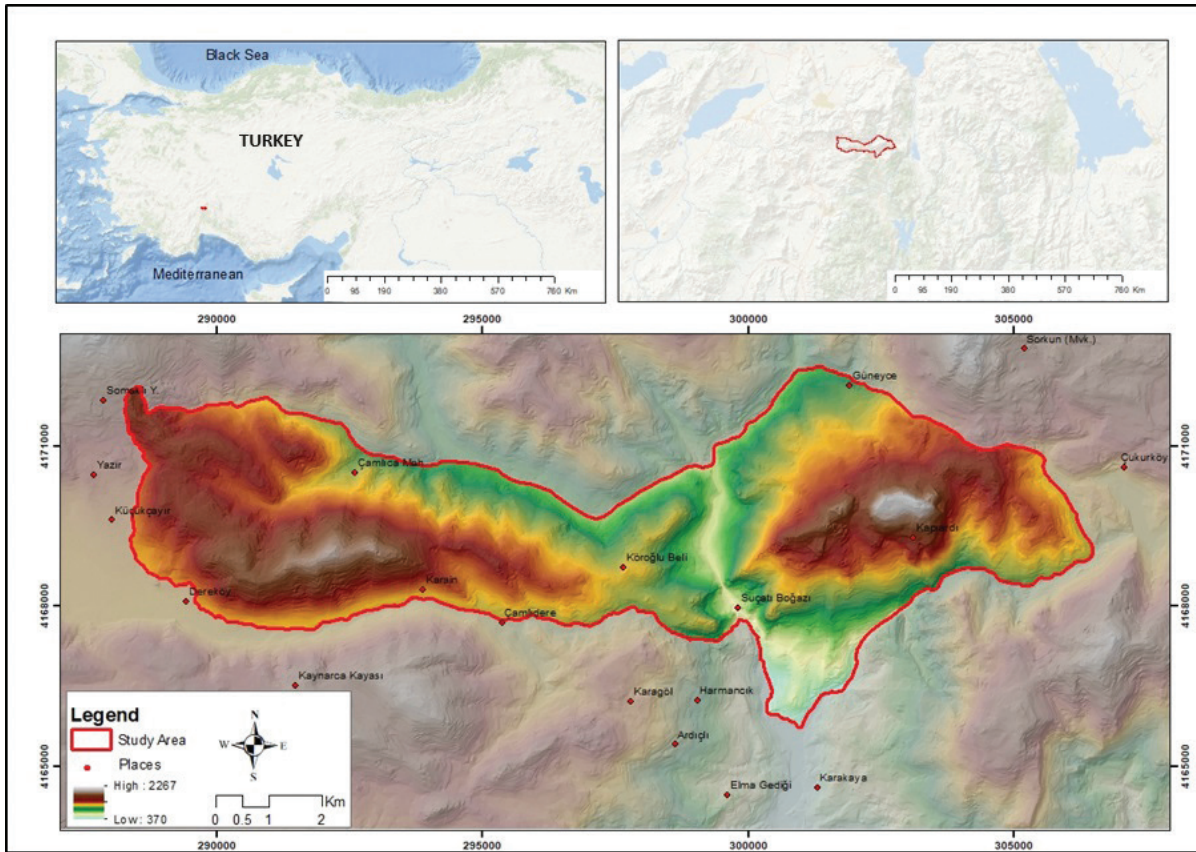 Black Sea
TURKEY
Mediterranean
0 95 190 380 570 760 Km
0 95 190 380 570 760 Km
290000 295000 300000 305000
Sorkun (Mvk.)
Güneyce
Somaklı Y.
4171000 4171000
Yazır
Çamlıca Mah.
Çukurköy
Küçükçayır
Kapıardı
Köroğlu Beli
Karain
Dereköy
Suçatı Boğazı
4168000 4168000
Çamlıdere
Kaynarca Kayası
Karagöl
Harmancık
Ardıçlı
Elma Gediği
Karakaya
4165000 4165000
Legend
Study Area
Places
High : 2267
Low: 370
N
W E
S
Km
0 0.5 1 2
290000 295000 300000 305000